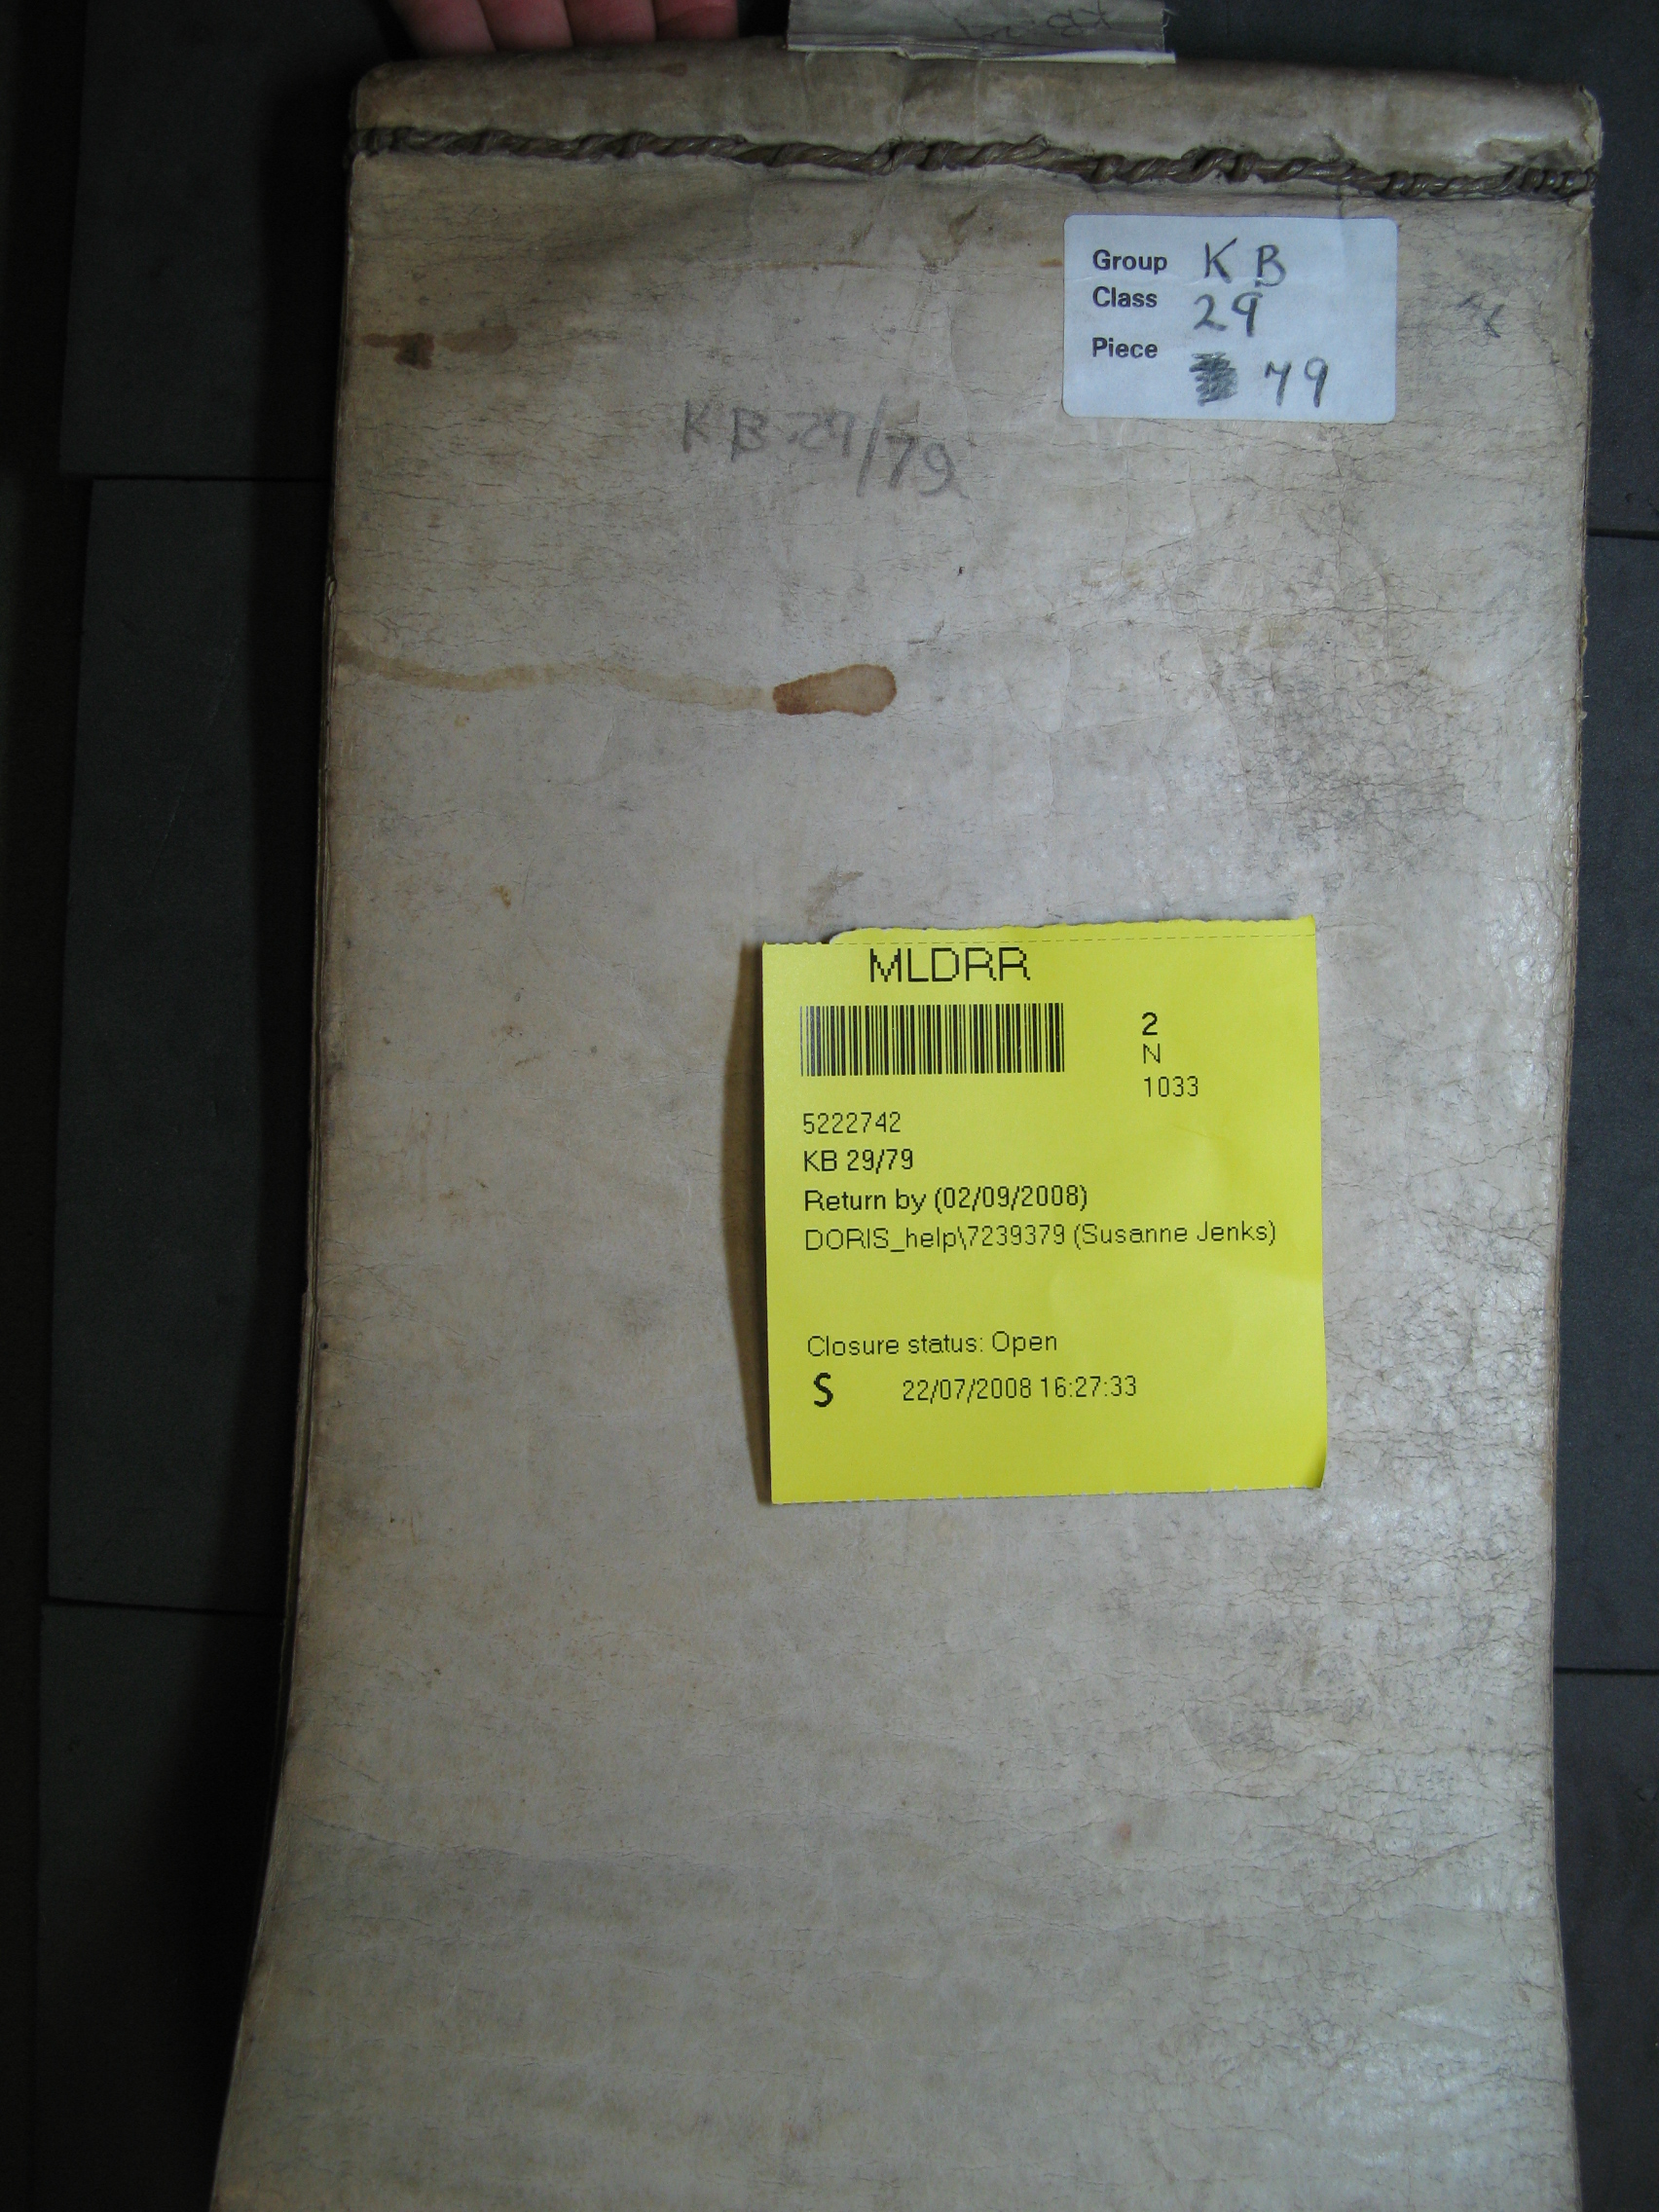 Group K B
Class 29
Piece 79
KB 29/79
MLDRR
2
N
1033
5222742
KB 29/79
Return by (02/09/2008)
DORIS_help\7239379 (Susanne Jenks)
Closure status: Open
S 22/07/2008 16:27:33